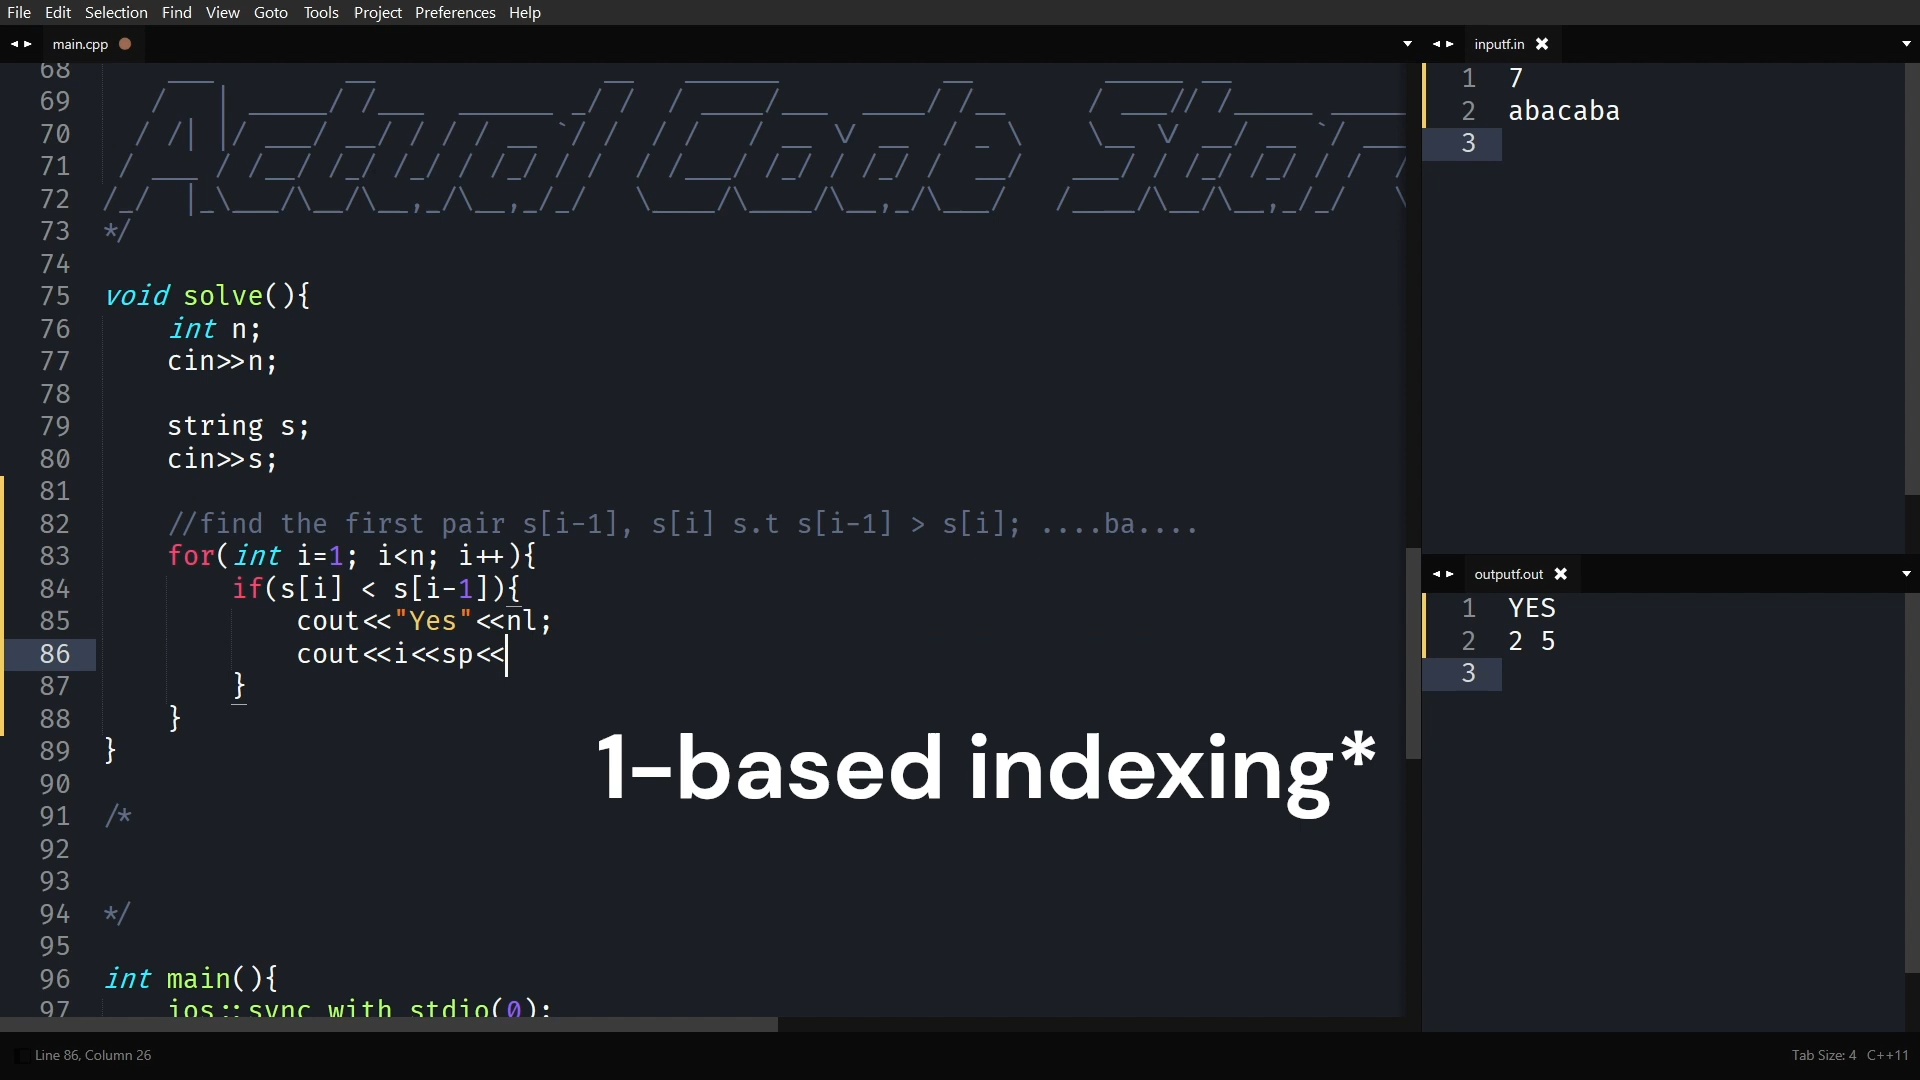 File Edit Selection Find View Goto Tools Project Preferences Help
main.cpp
68
69
70
71
72
73 */
74
75 void solve(){
76 int n;
77 cin>>n;
78
79 string s;
80 cin>>s;
81
82 //find the first pair s[i-1], s[i] s.t s[i-1] > s[i]; ....ba....
83 for(int i=1; i<n; i++){
84 if(s[i] < s[i-1]){
85 cout<<"Yes"<<nl;
86 cout<<i<<sp<<
87 }
88 }
89 }
90
91 /*
92
93
94 */
95
96 int main(){
97 ios::sync_with_stdio(0);
1-based indexing*
inputf.in
1 7
2 abacaba
3
outputf.out
1 YES
2 2 5
3
Line 86, Column 26
Tab Size: 4 C++11